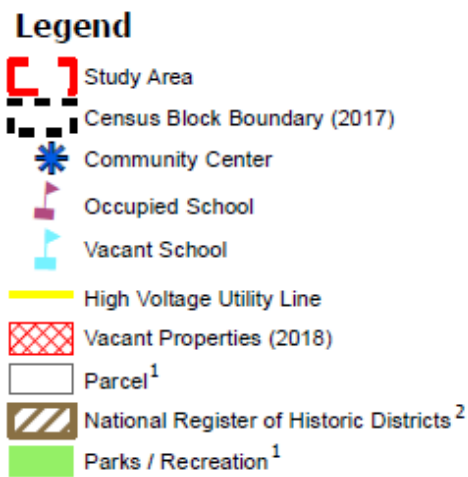 Legend
Study Area
Census Block Boundary (2017)
Community Center
Occupied School
Vacant School
High Voltage Utility Line
Vacant Properties (2018)
Parcel¹
National Register of Historic Districts²
Parks / Recreation¹